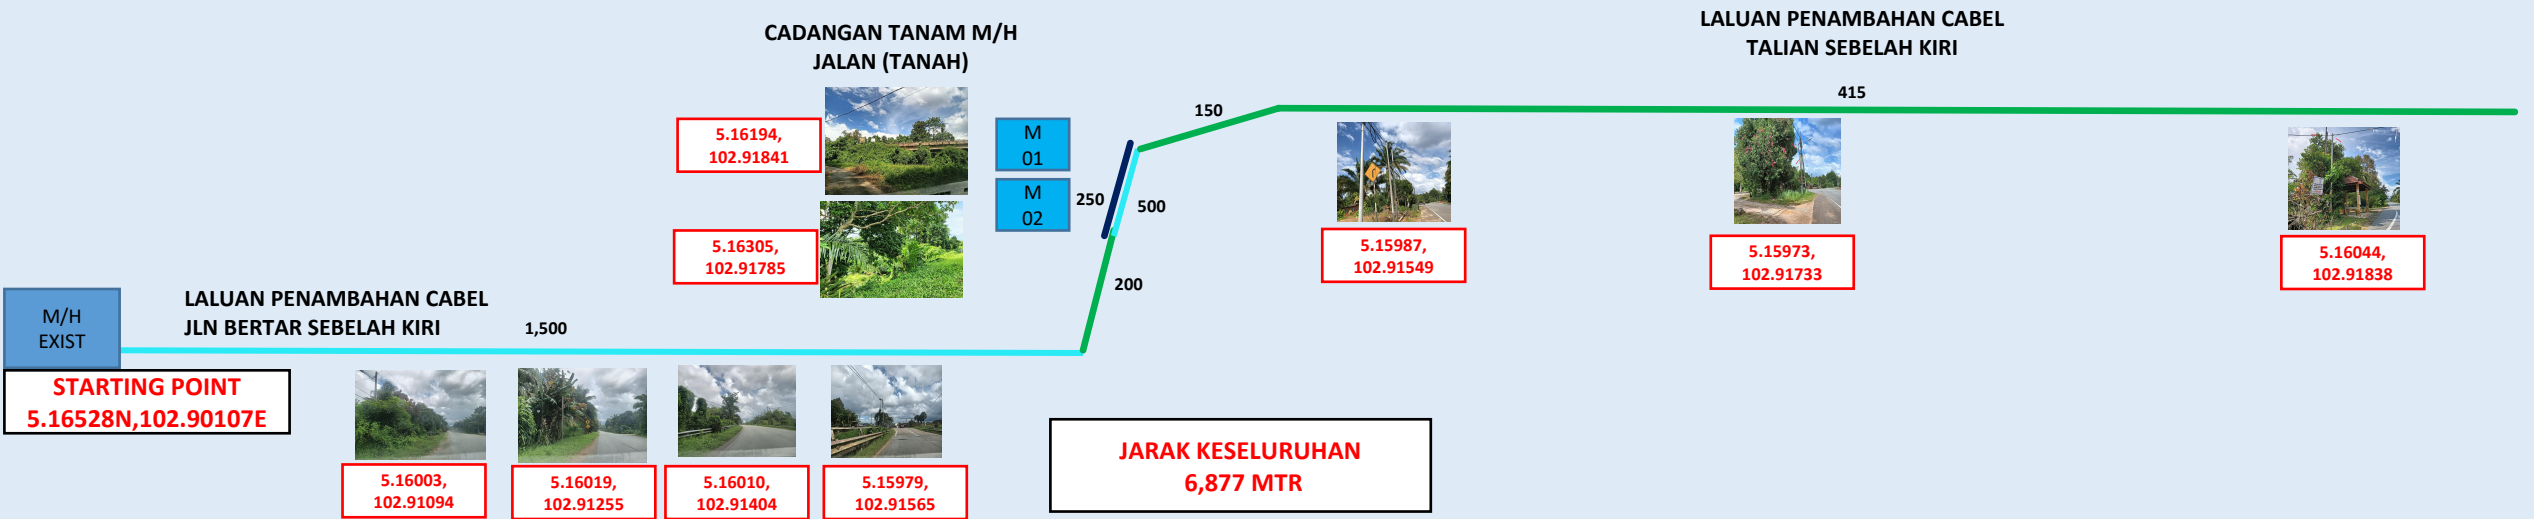 LALUAN PENAMBAHAN CABEL
TALIAN SEBELAH KIRI
CADANGAN TANAM M/H
JALAN (TANAH)
415
150
5.16194,
102.91841
M
01
M
02
250
500
5.16305,
102.91785
200
5.15987,
102.91549
5.15973,
102.91733
5.16044,
102.91838
M/H
EXIST
LALUAN PENAMBAHAN CABEL
JLN BERTAR SEBELAH KIRI
1,500
STARTING POINT
5.16528N,102.90107E
5.16003,
102.91094
5.16019,
102.91255
5.16010,
102.91404
5.15979,
102.91565
JARAK KESELURUHAN
6,877 MTR